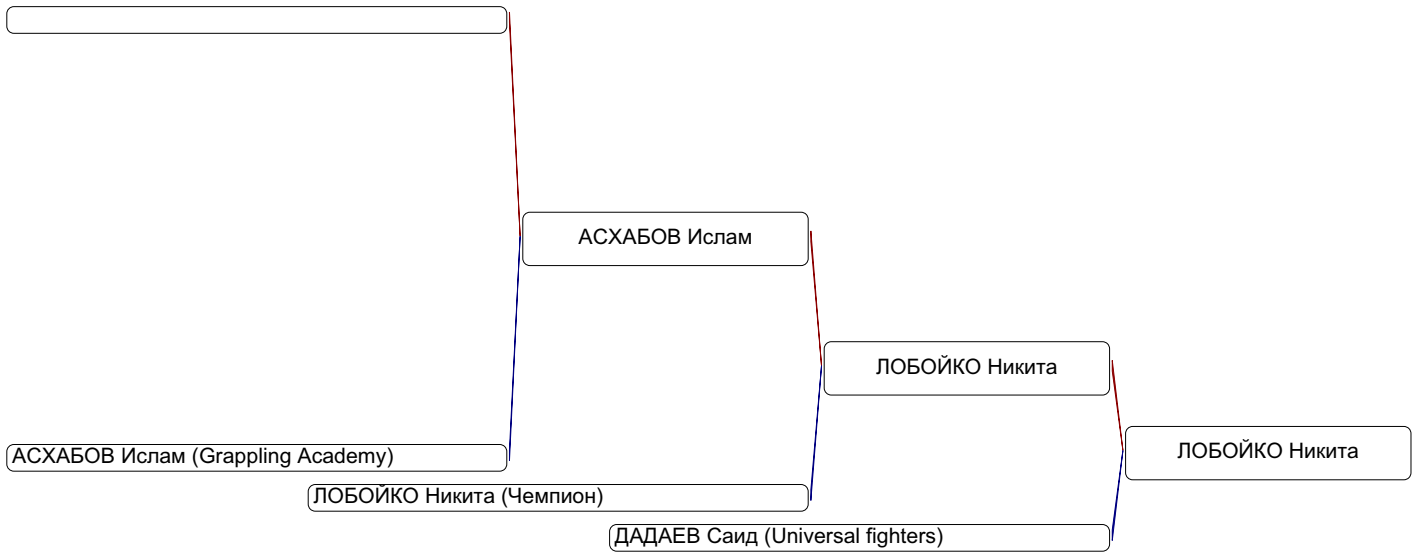 АСХАБОВ Ислам
ЛОБОЙКО Никита
ЛОБОЙКО Никита
АСХАБОВ Ислам (Grappling Academy)
ЛОБОЙКО Никита (Чемпион)
ДАДАЕВ Саид (Universal fighters)